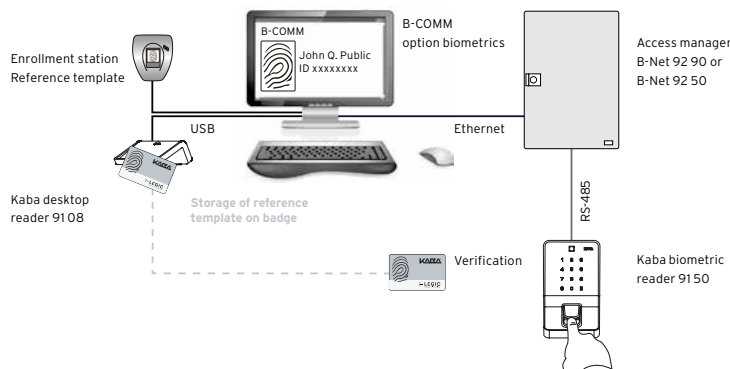 Enrollment station
Reference template
B-COMM
John Q. Public
ID xxxxxxxx
B-COMM
option biometrics
Access manager
B-Net 92 90 or
B-Net 92 50
USB
Ethernet
KABA
LEGIC
Kaba desktop
reader 91 08
Storage of reference
template on badge
RS-485
KABA
LEGIC
Verification
Kaba biometric
reader 91 50